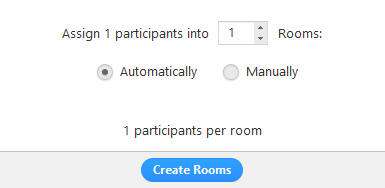 Assign 1 participants into 1 Rooms:
Automatically Manually
1 participants per room
Create Rooms